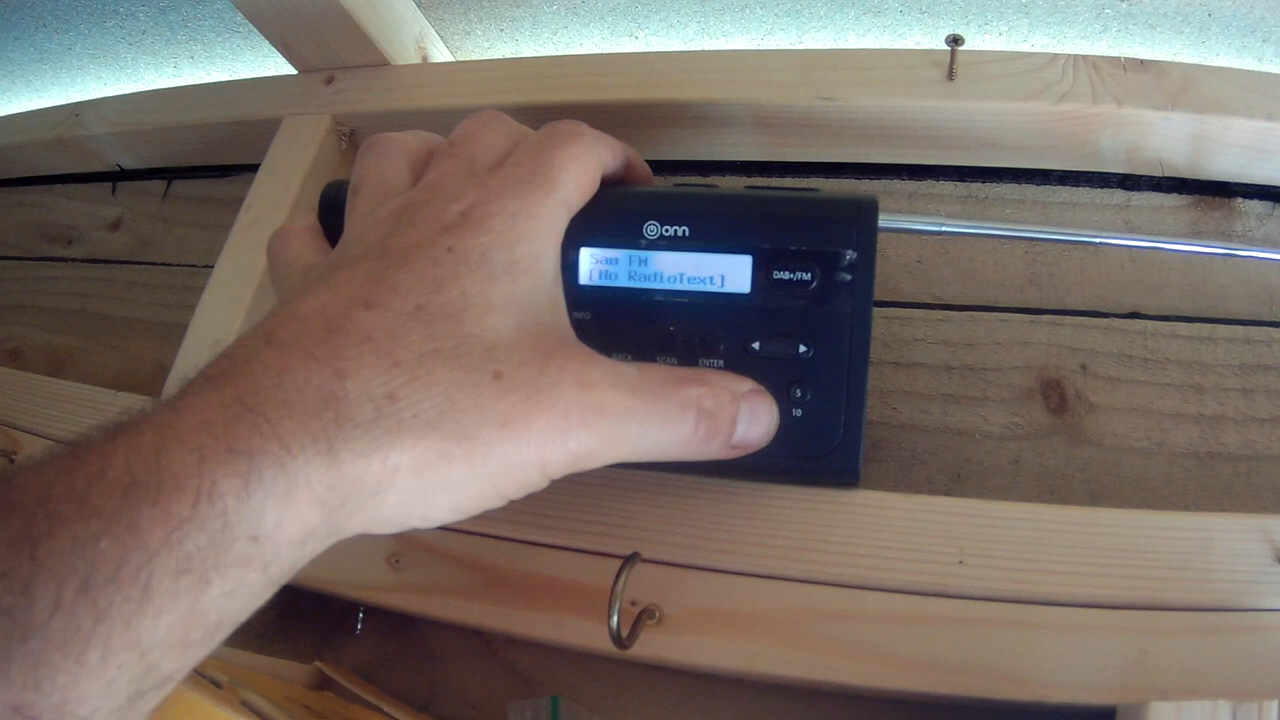 onn
Sam FM
[No RadioText]
DAB+/FM
INFO
BACK
SCAN
ENTER
5
10